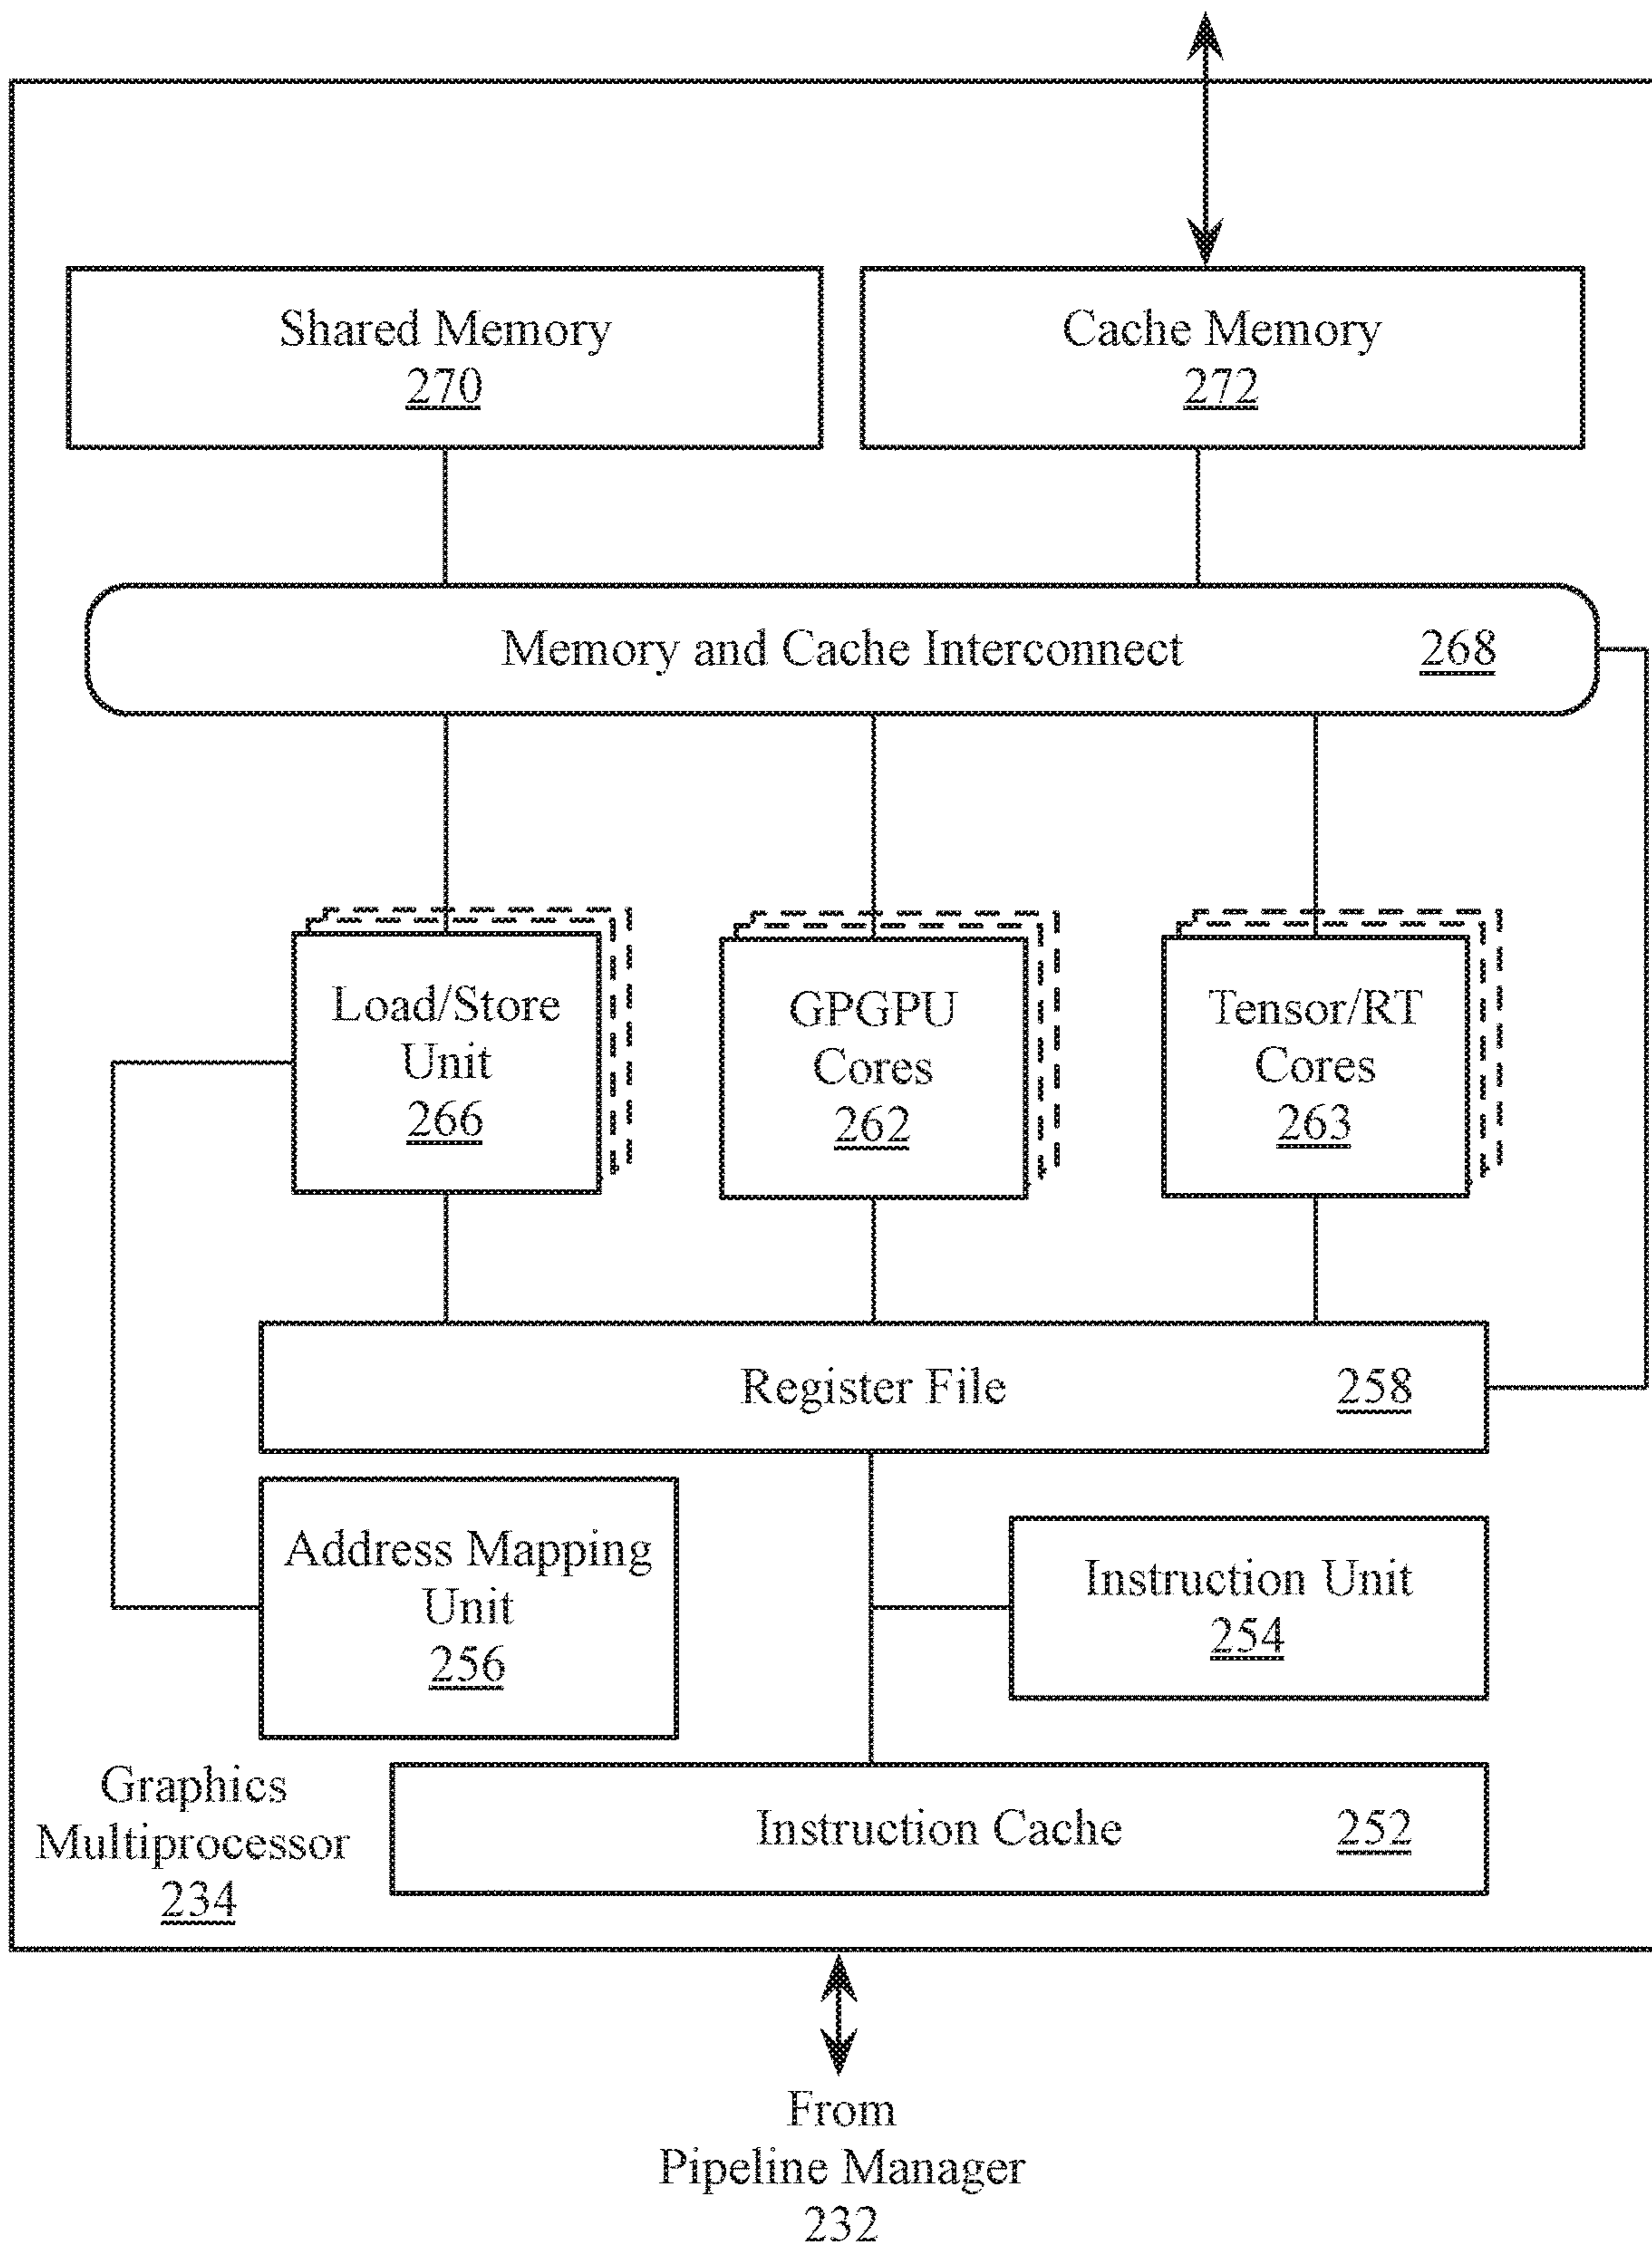 Shared Memory
270
Cache Memory
272
Memory and Cache Interconnect 268
Load/Store
Unit
266
GPGPU
Cores
262
Tensor/RT
Cores
263
Register File 258
Address Mapping
Unit
256
Instruction Unit
254
Graphics
Multiprocessor
234
Instruction Cache 252
From
Pipeline Manager
232